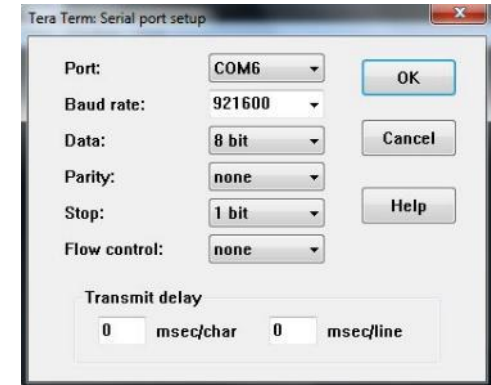 Tera Term: Serial port setup
Port: COM6 OK
Baud rate: 921600
Data: 8 bit Cancel
Parity: none
Stop: 1 bit Help
Flow control: none
Transmit delay
0 msec/char 0 msec/line